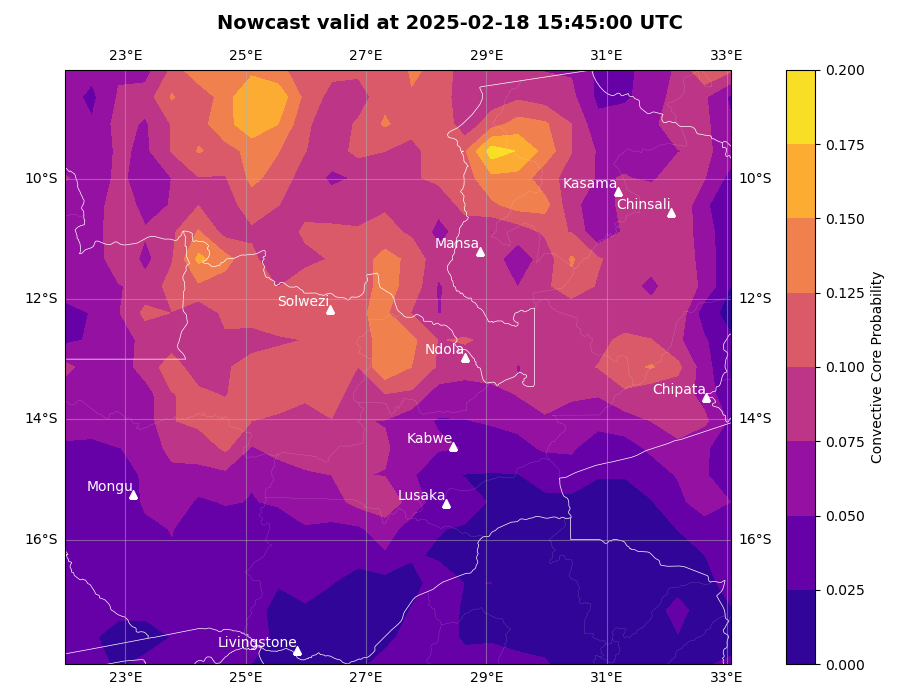 Nowcast valid at 2025-02-18 15:45:00 UTC
23°E 25°E 27°E 29°E 31°E 33°E
10°S 10°S
12°S 12°S
14°S 14°S
16°S 16°S
Kasama
Chinsali
Mansa
Solwezi
Ndola
Chipata
Kabwe
Mongu
Lusaka
Livingstone
23°E 25°E 27°E 29°E 31°E 33°E
0.200
0.175
0.150
0.125
0.100
0.075
0.050
0.025
0.000
Convective Core Probability